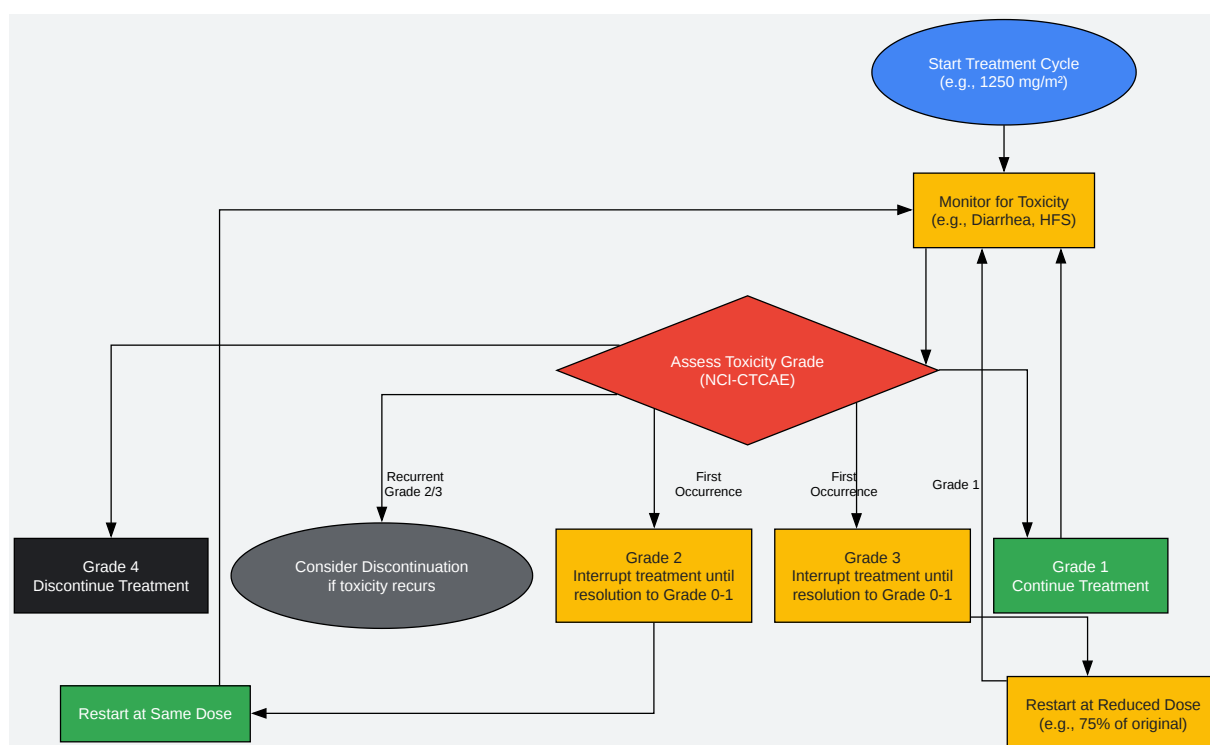 Start Treatment Cycle
(e.g., 1250 mg/m²)
Monitor for Toxicity
(e.g., Diarrhea, HFS)
Assess Toxicity Grade
(NCI-CTCAE)
Recurrent
Grade 2/3
First
Occurrence
First
Occurrence
Grade 1
Grade 4
Discontinue Treatment
Consider Discontinuation
if toxicity recurs
Grade 2
Interrupt treatment until
resolution to Grade 0-1
Grade 3
Interrupt treatment until
resolution to Grade 0-1
Grade 1
Continue Treatment
Restart at Same Dose
Restart at Reduced Dose
(e.g., 75% of original)